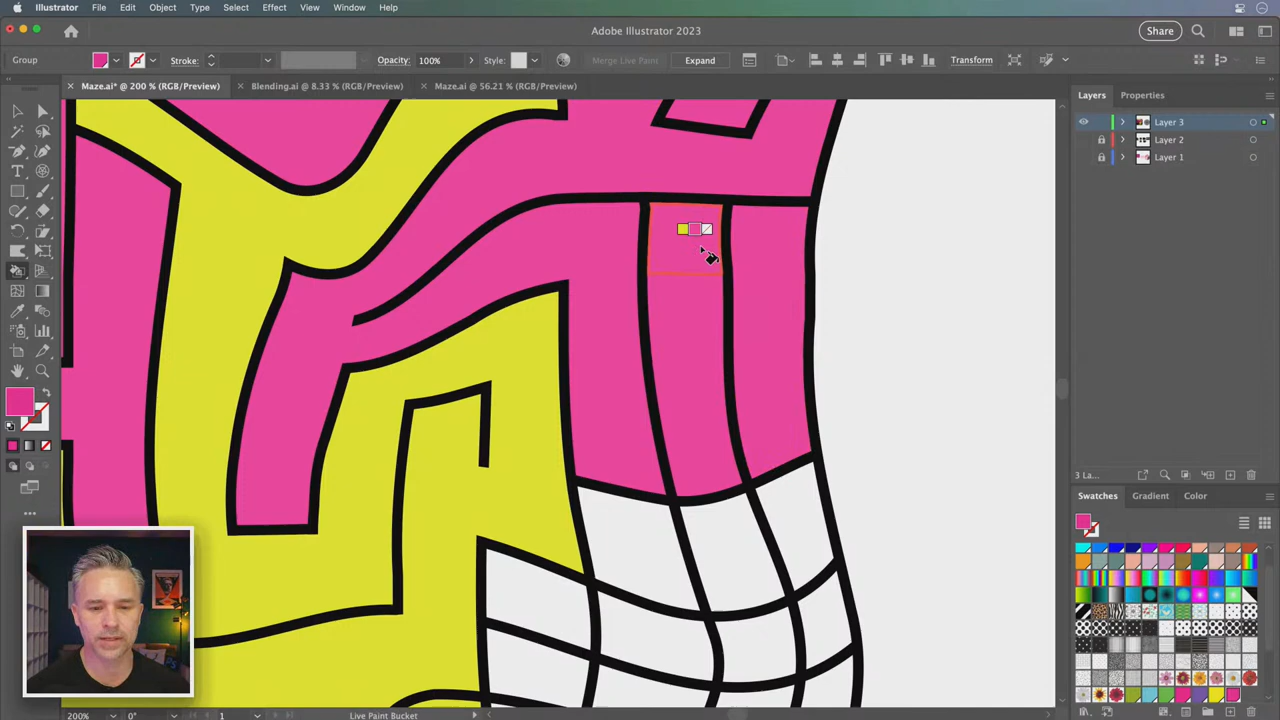 Illustrator File Edit Object Type Select Effect View Window Help
Adobe Illustrator 2023
Share
Group
Stroke:
Opacity: 100%
Style:
Merge Live Paint
Expand
Transform
Maze.ai* @ 200 % (RGB/Preview)
Blending.ai @ 8.33 % (RGB/Preview)
Maze.ai @ 56.21 % (RGB/Preview)
Layers
Properties
Layer 3
Layer 2
Layer 1
3 La...
Swatches
Gradient
Color
200%
0°
1
Live Paint Bucket